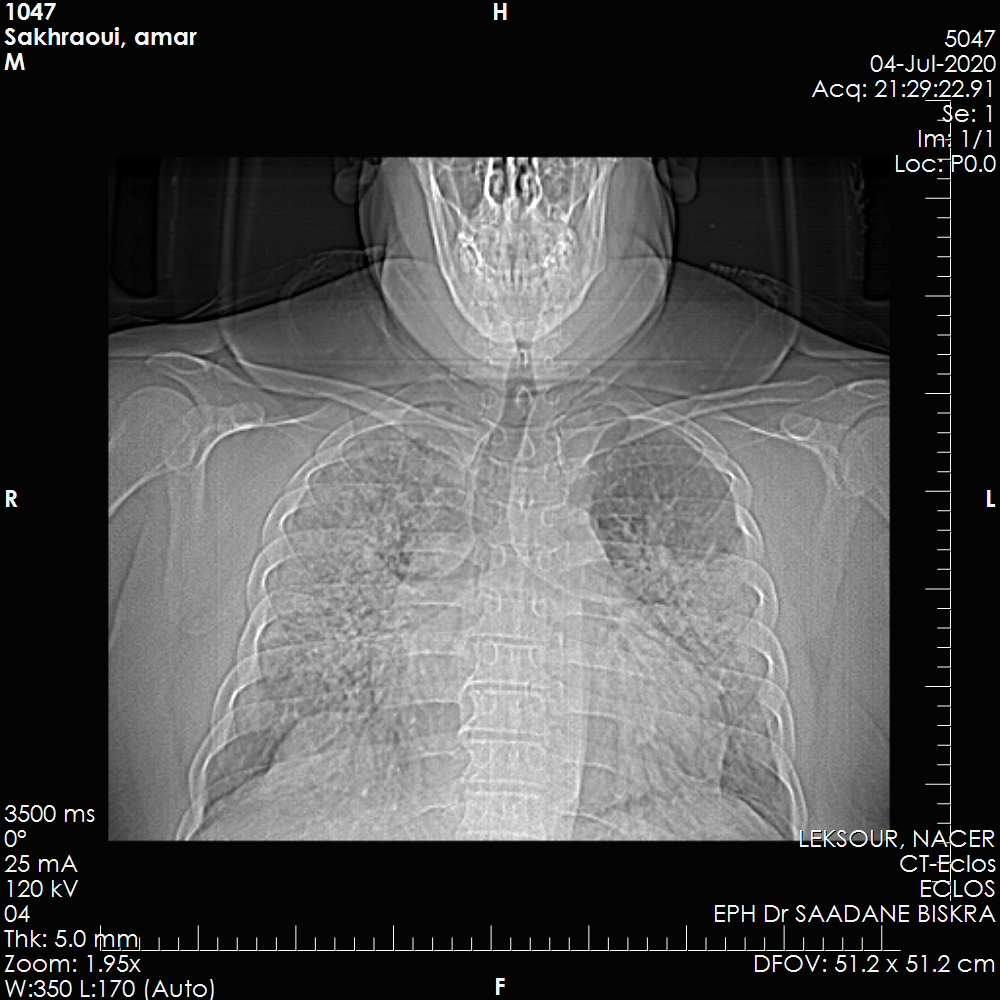 1047
Sakhraoui, amar
M
H
5047
04-Jul-2020
Acq: 21:29:22.91
Se: 1
Im: 1/1
Loc: P0.0
R
L
3500 ms
0°
25 mA
120 kV
04
Thk: 5.0 mm
Zoom: 1.95x
W:350 L:170 (Auto)
F
LEKSOUR, NACER
CT-Eclos
ECLOS
EPH Dr SAADANE BISKRA
DFOV: 51.2 x 51.2 cm